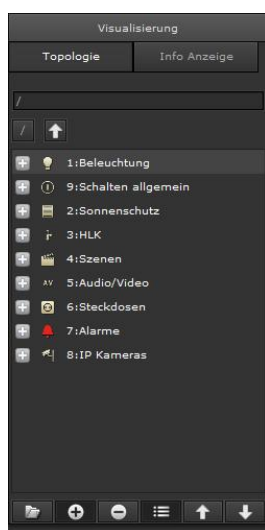 Visualisierung
Topologie Info Anzeige
/
/
1:Beleuchtung
9:Schalten allgemein
2:Sonnenschutz
3:HLK
4:Szenen
AV 5:Audio/Video
6:Steckdosen
7:Alarme
8:IP Kameras